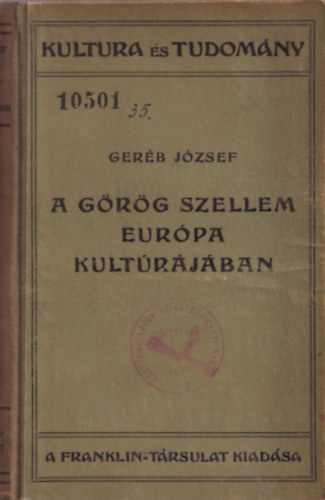 KULTURA ÉS TUDOMÁNY
10501
35.
GERÉB JÓZSEF
A GÖRÖG SZELLEM
EURÓPA
KULTÚRÁJÁBAN
A FRANKLIN-TÁRSULAT KIADÁSA